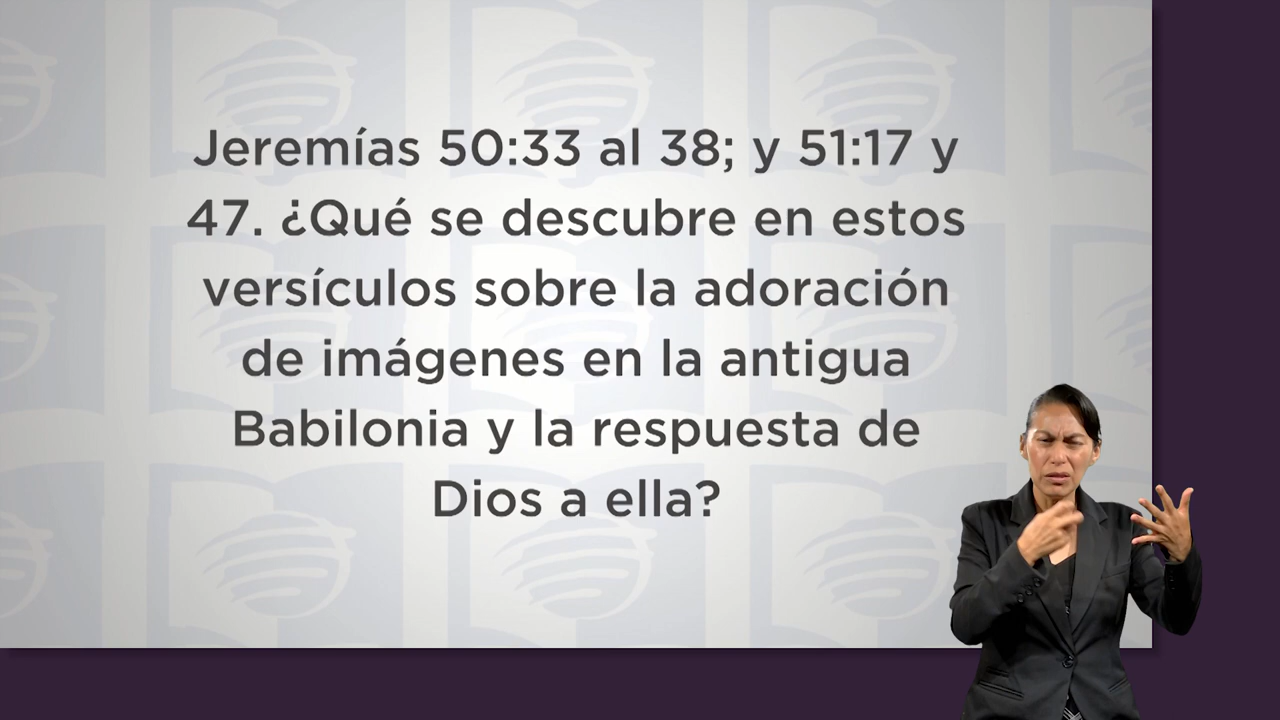 Jeremías 50:33 al 38; y 51:17 y
47. ¿Qué se descubre en estos
versículos sobre la adoración
de imágenes en la antigua
Babilonia y la respuesta de
Dios a ella?